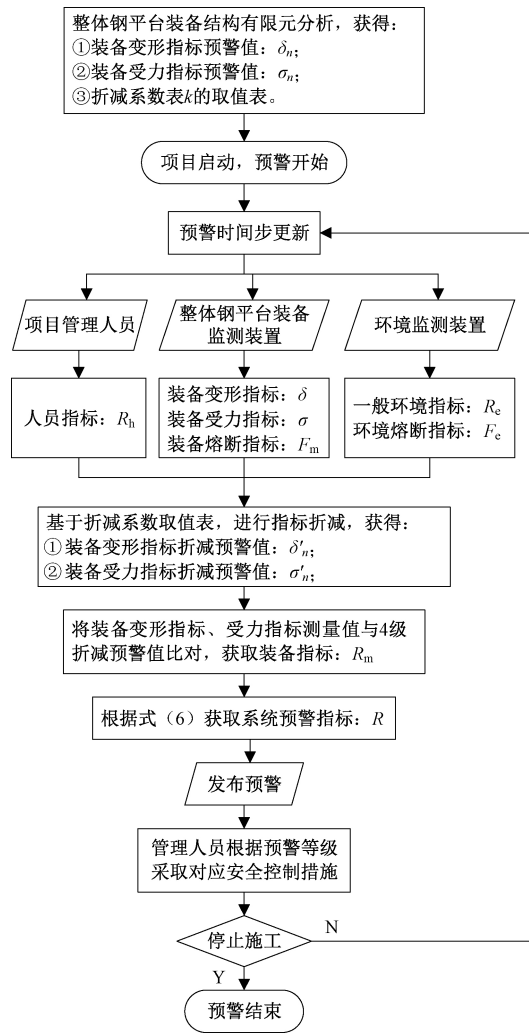 整体钢平台装备结构有限元分析，获得：
①装备变形指标预警值：δn;
②装备受力指标预警值：σn;
③折减系数表k的取值表。
项目启动，预警开始
预警时间步更新
项目管理人员
整体钢平台装备
监测装置
环境监测装置
人员指标：Rh
装备变形指标：δ
装备受力指标：σ
装备熔断指标：Fm
一般环境指标：Re
环境熔断指标：Fe
基于折减系数取值表，进行指标折减，获得：
① 装备变形指标折减预警值：δ′n;
② 装备受力指标折减预警值：σ′n;
将装备变形指标、受力指标测量值与4级
折减预警值比对，获取装备指标：Rm
根据式（6）获取系统预警指标：R
发布预警
管理人员根据预警等级
采取对应安全控制措施
停止施工
N
Y
预警结束